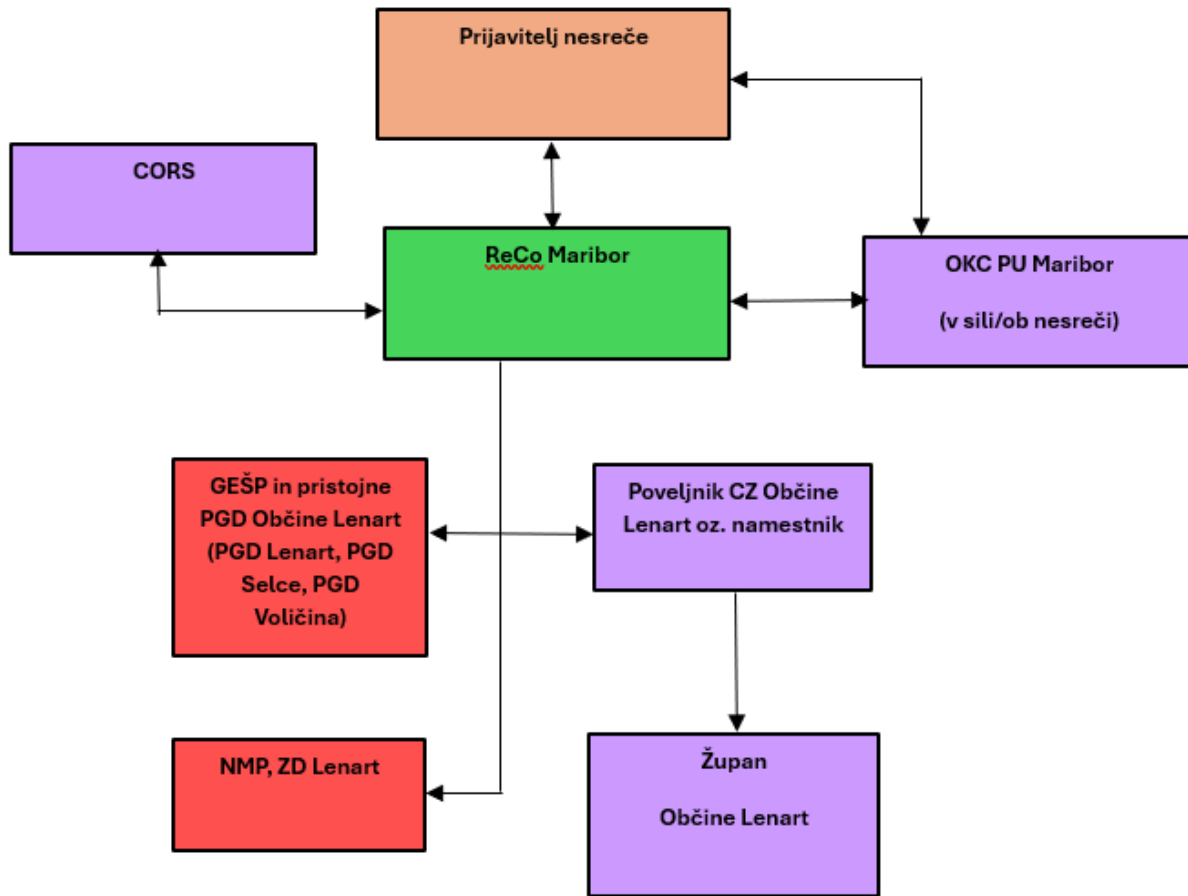 Prijavitelj nesreče
CORS
ReCo Maribor
OKC PU Maribor
(v sili/ob nesreči)
GEŠP in pristojne
PGD Občine Lenart
(PGD Lenart, PGD
Selce, PGD
Voličina)
Poveljnik CZ Občine
Lenart oz. namestnik
NMP, ZD Lenart
Župan
Občine Lenart